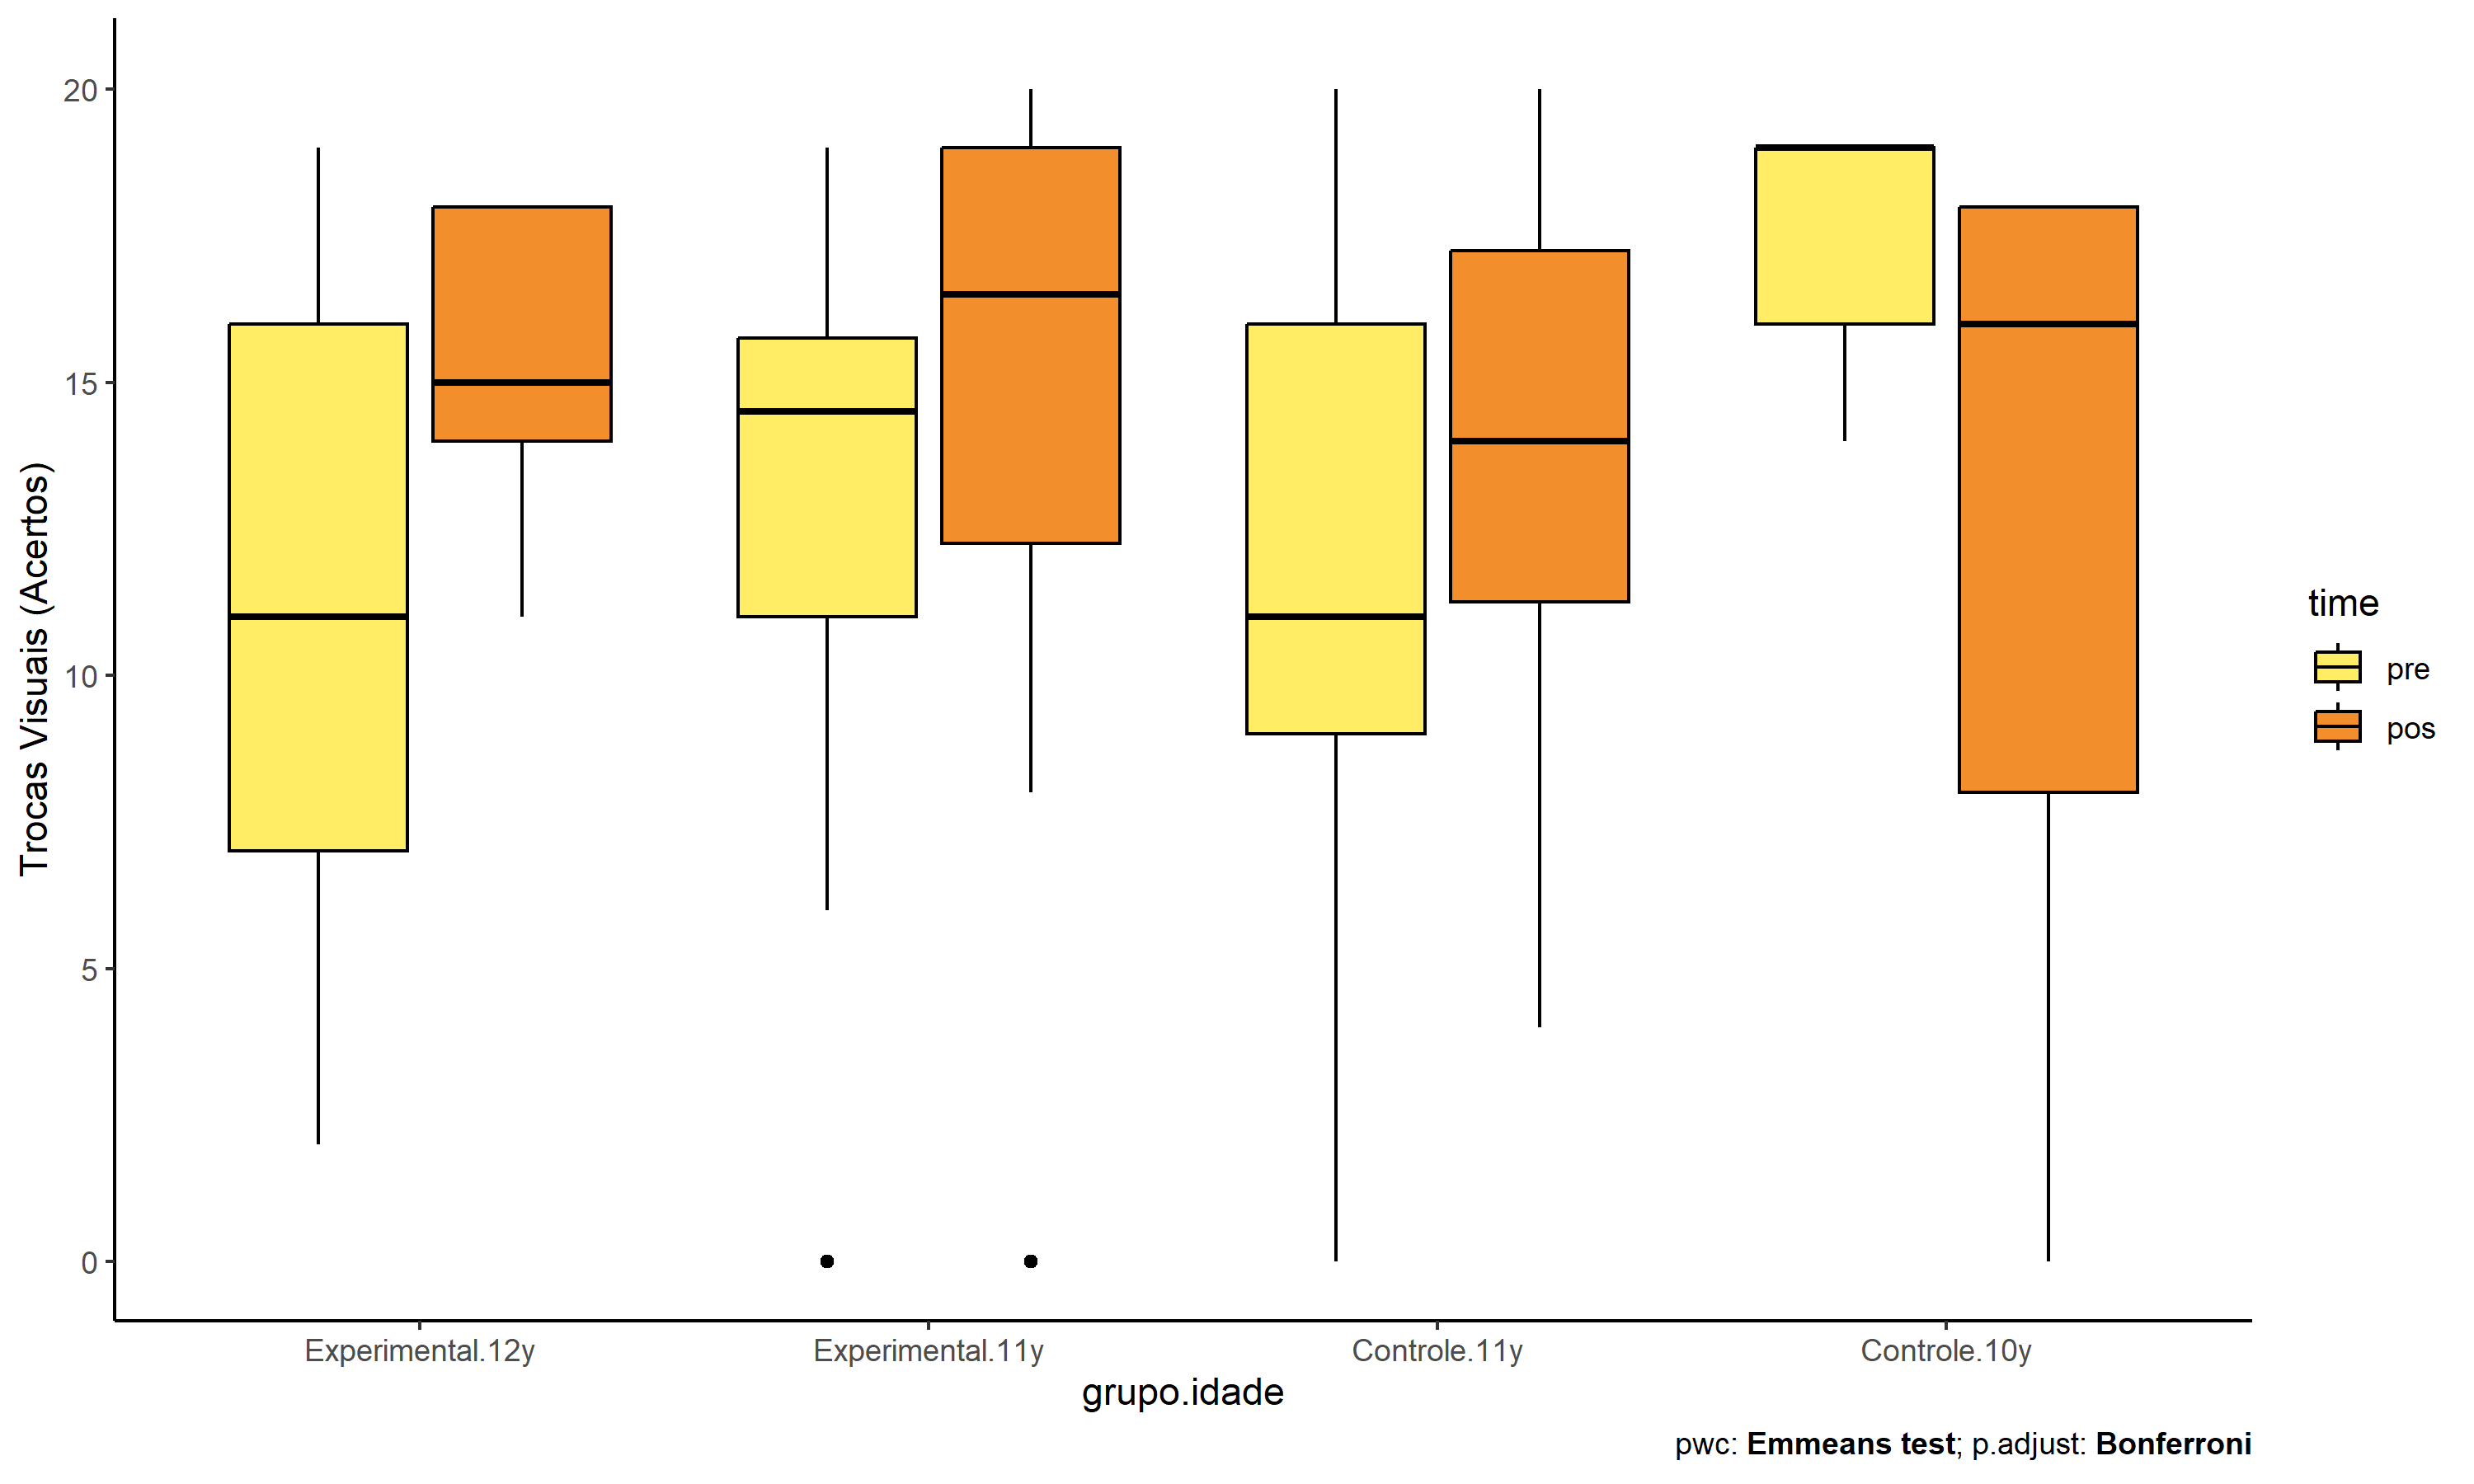 Trocas Visuais (Acertos)
20
15
10
5
0
Experimental.12y
Experimental.11y
Controle.11y
Controle.10y
grupo.idade
time
pre
pos
pwc: Emmeans test; p.adjust: Bonferroni